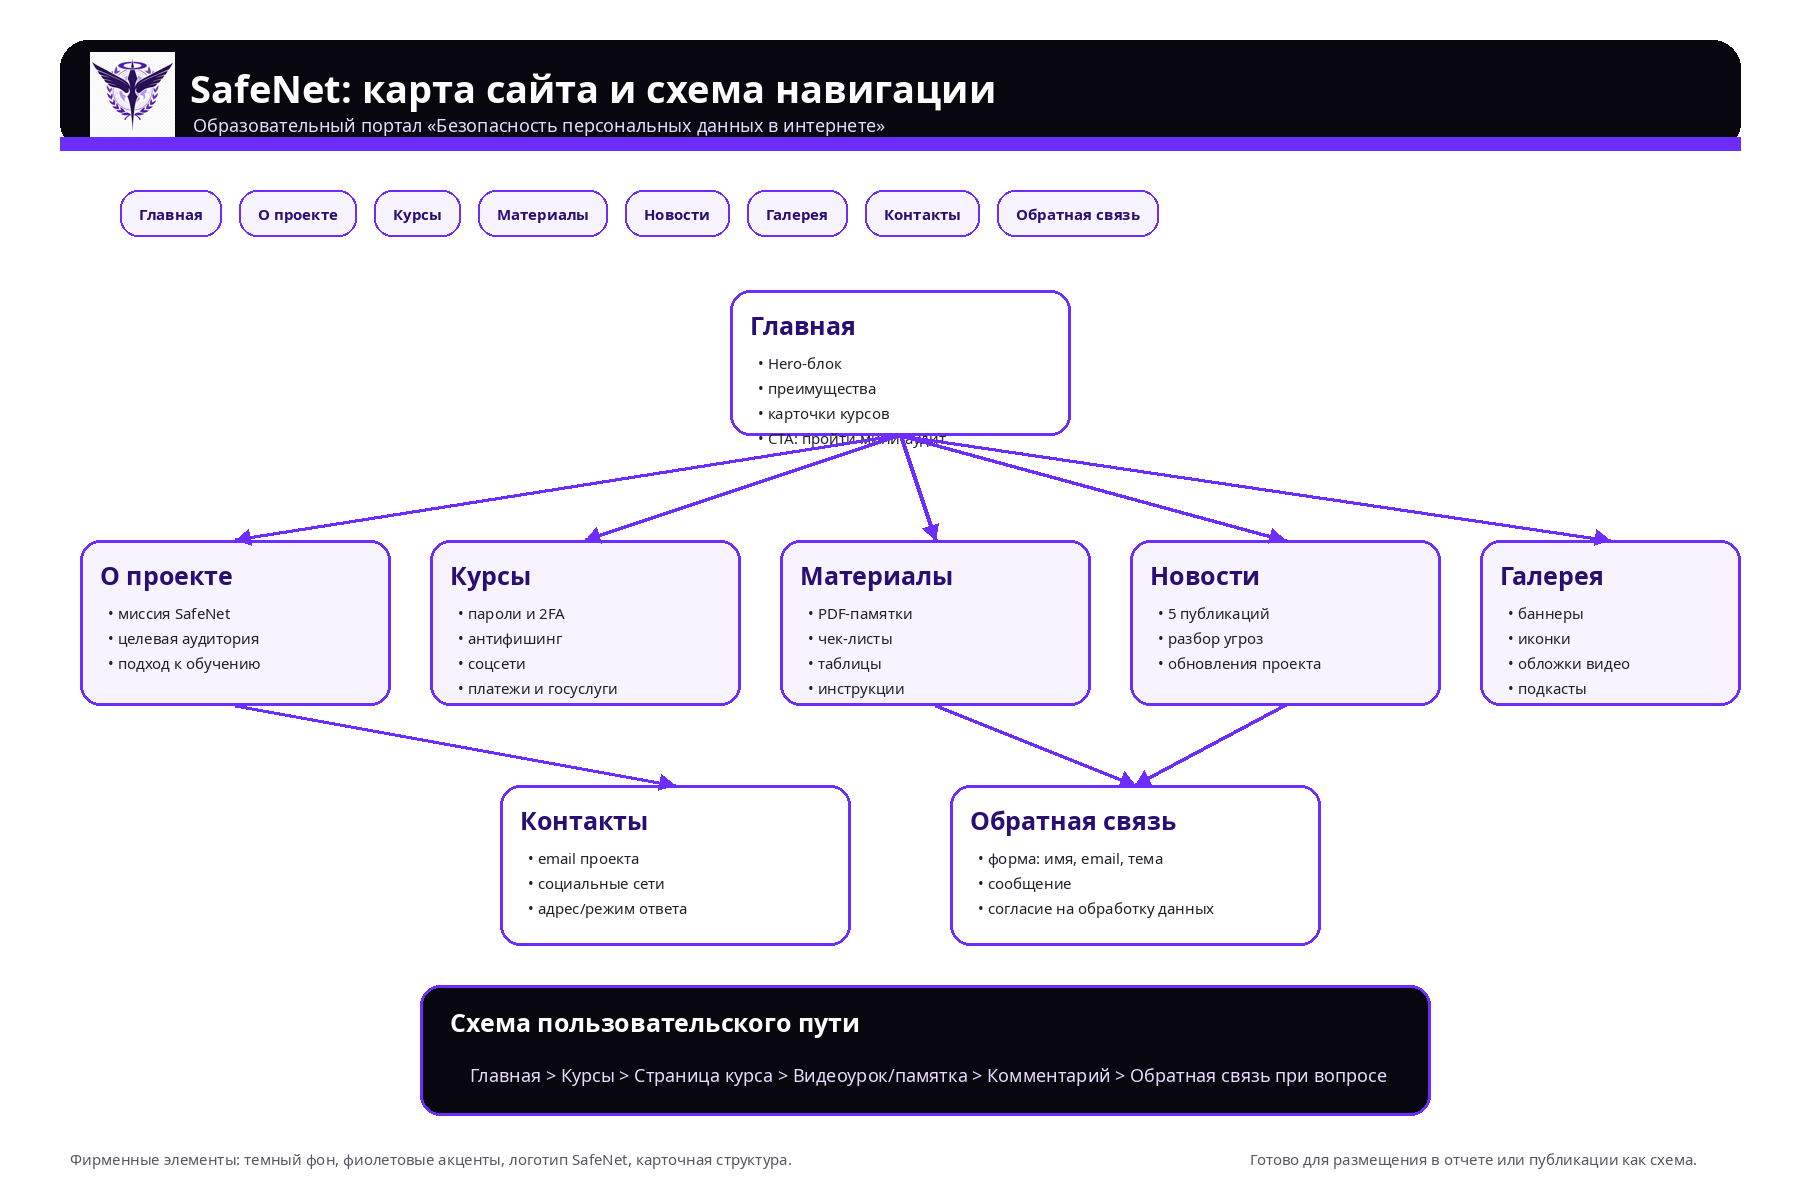 SafeNet: карта сайта и схема навигации
Образовательный портал «Безопасность персональных данных в интернете»
Главная
О проекте
Курсы
Материалы
Новости
Галерея
Контакты
Обратная связь
Главная
• Hero-блок
• преимущества
• карточки курсов
• CTA: пройти мини-аудит
О проекте
• миссия SafeNet
• целевая аудитория
• подход к обучению
Курсы
• пароли и 2FA
• антифишинг
• соцсети
• платежи и госуслуги
Материалы
• PDF-памятки
• чек-листы
• таблицы
• инструкции
Новости
• 5 публикаций
• разбор угроз
• обновления проекта
Галерея
• баннеры
• иконки
• обложки видео
• подкасты
Контакты
• email проекта
• социальные сети
• адрес/режим ответа
Обратная связь
• форма: имя, email, тема
• сообщение
• согласие на обработку данных
Схема пользовательского пути
Главная > Курсы > Страница курса > Видеоурок/памятка > Комментарий > Обратная связь при вопросе
Фирменные элементы: темный фон, фиолетовые акценты, логотип SafeNet, карточная структура.
Готово для размещения в отчете или публикации как схема.